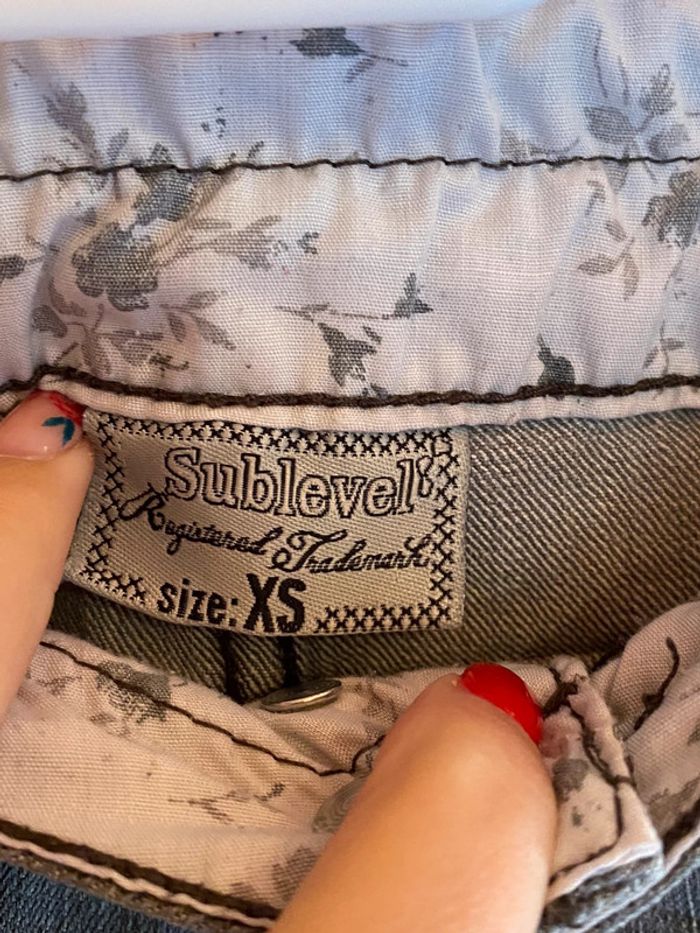 Sublevel
Registered Trademark
size: XS